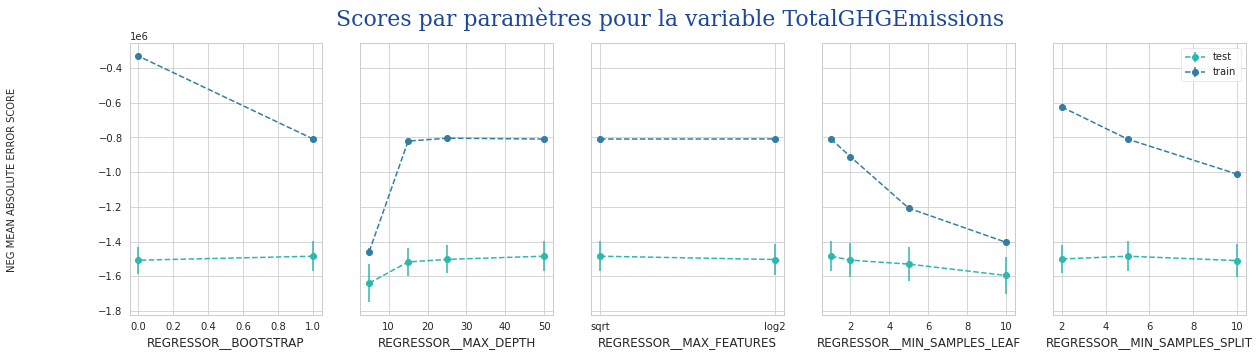 Scores par paramètres pour la variable TotalGHGEmissions
1e6
NEG MEAN ABSOLUTE ERROR SCORE
−0.4
−0.6
−0.8
−1.0
−1.2
−1.4
−1.6
−1.8
0.0 0.2 0.4 0.6 0.8 1.0
REGRESSOR__BOOTSTRAP
10 20 30 40 50
REGRESSOR__MAX_DEPTH
sqrt log2
REGRESSOR__MAX_FEATURES
2 4 6 8 10
REGRESSOR__MIN_SAMPLES_LEAF
test
train
2 4 6 8 10
REGRESSOR__MIN_SAMPLES_SPLIT